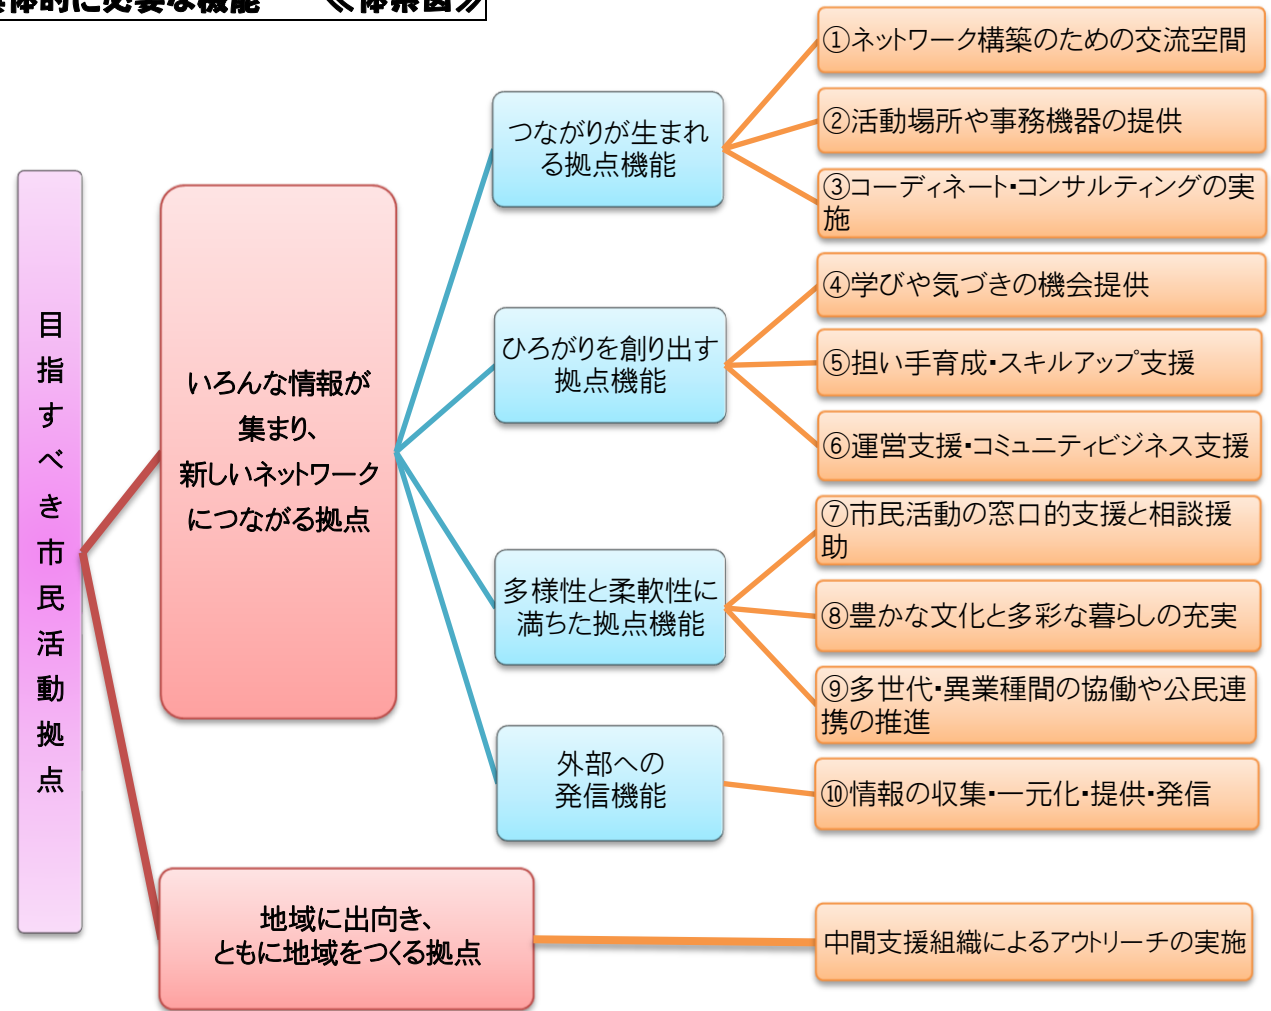 体的に必要な機能　≪体系図≫
目指すべき市民活動拠点
いろんな情報が
集まり、
新しいネットワーク
につながる拠点
つながりが生まれ
る拠点機能
①ネットワーク構築のための交流空間
②活動場所や事務機器の提供
③コーディネート・コンサルティングの実
施
ひろがりを創り出す
拠点機能
④学びや気づきの機会提供
⑤担い手育成・スキルアップ支援
⑥運営支援・コミュニティビジネス支援
多様性と柔軟性に
満ちた拠点機能
⑦市民活動の窓口的支援と相談援
助
⑧豊かな文化と多彩な暮らしの充実
⑨多世代・異業種間の協働や公民連
携の推進
外部への
発信機能
⑩情報の収集・一元化・提供・発信
地域に出向き、
ともに地域をつくる拠点
中間支援組織によるアウトリーチの実施